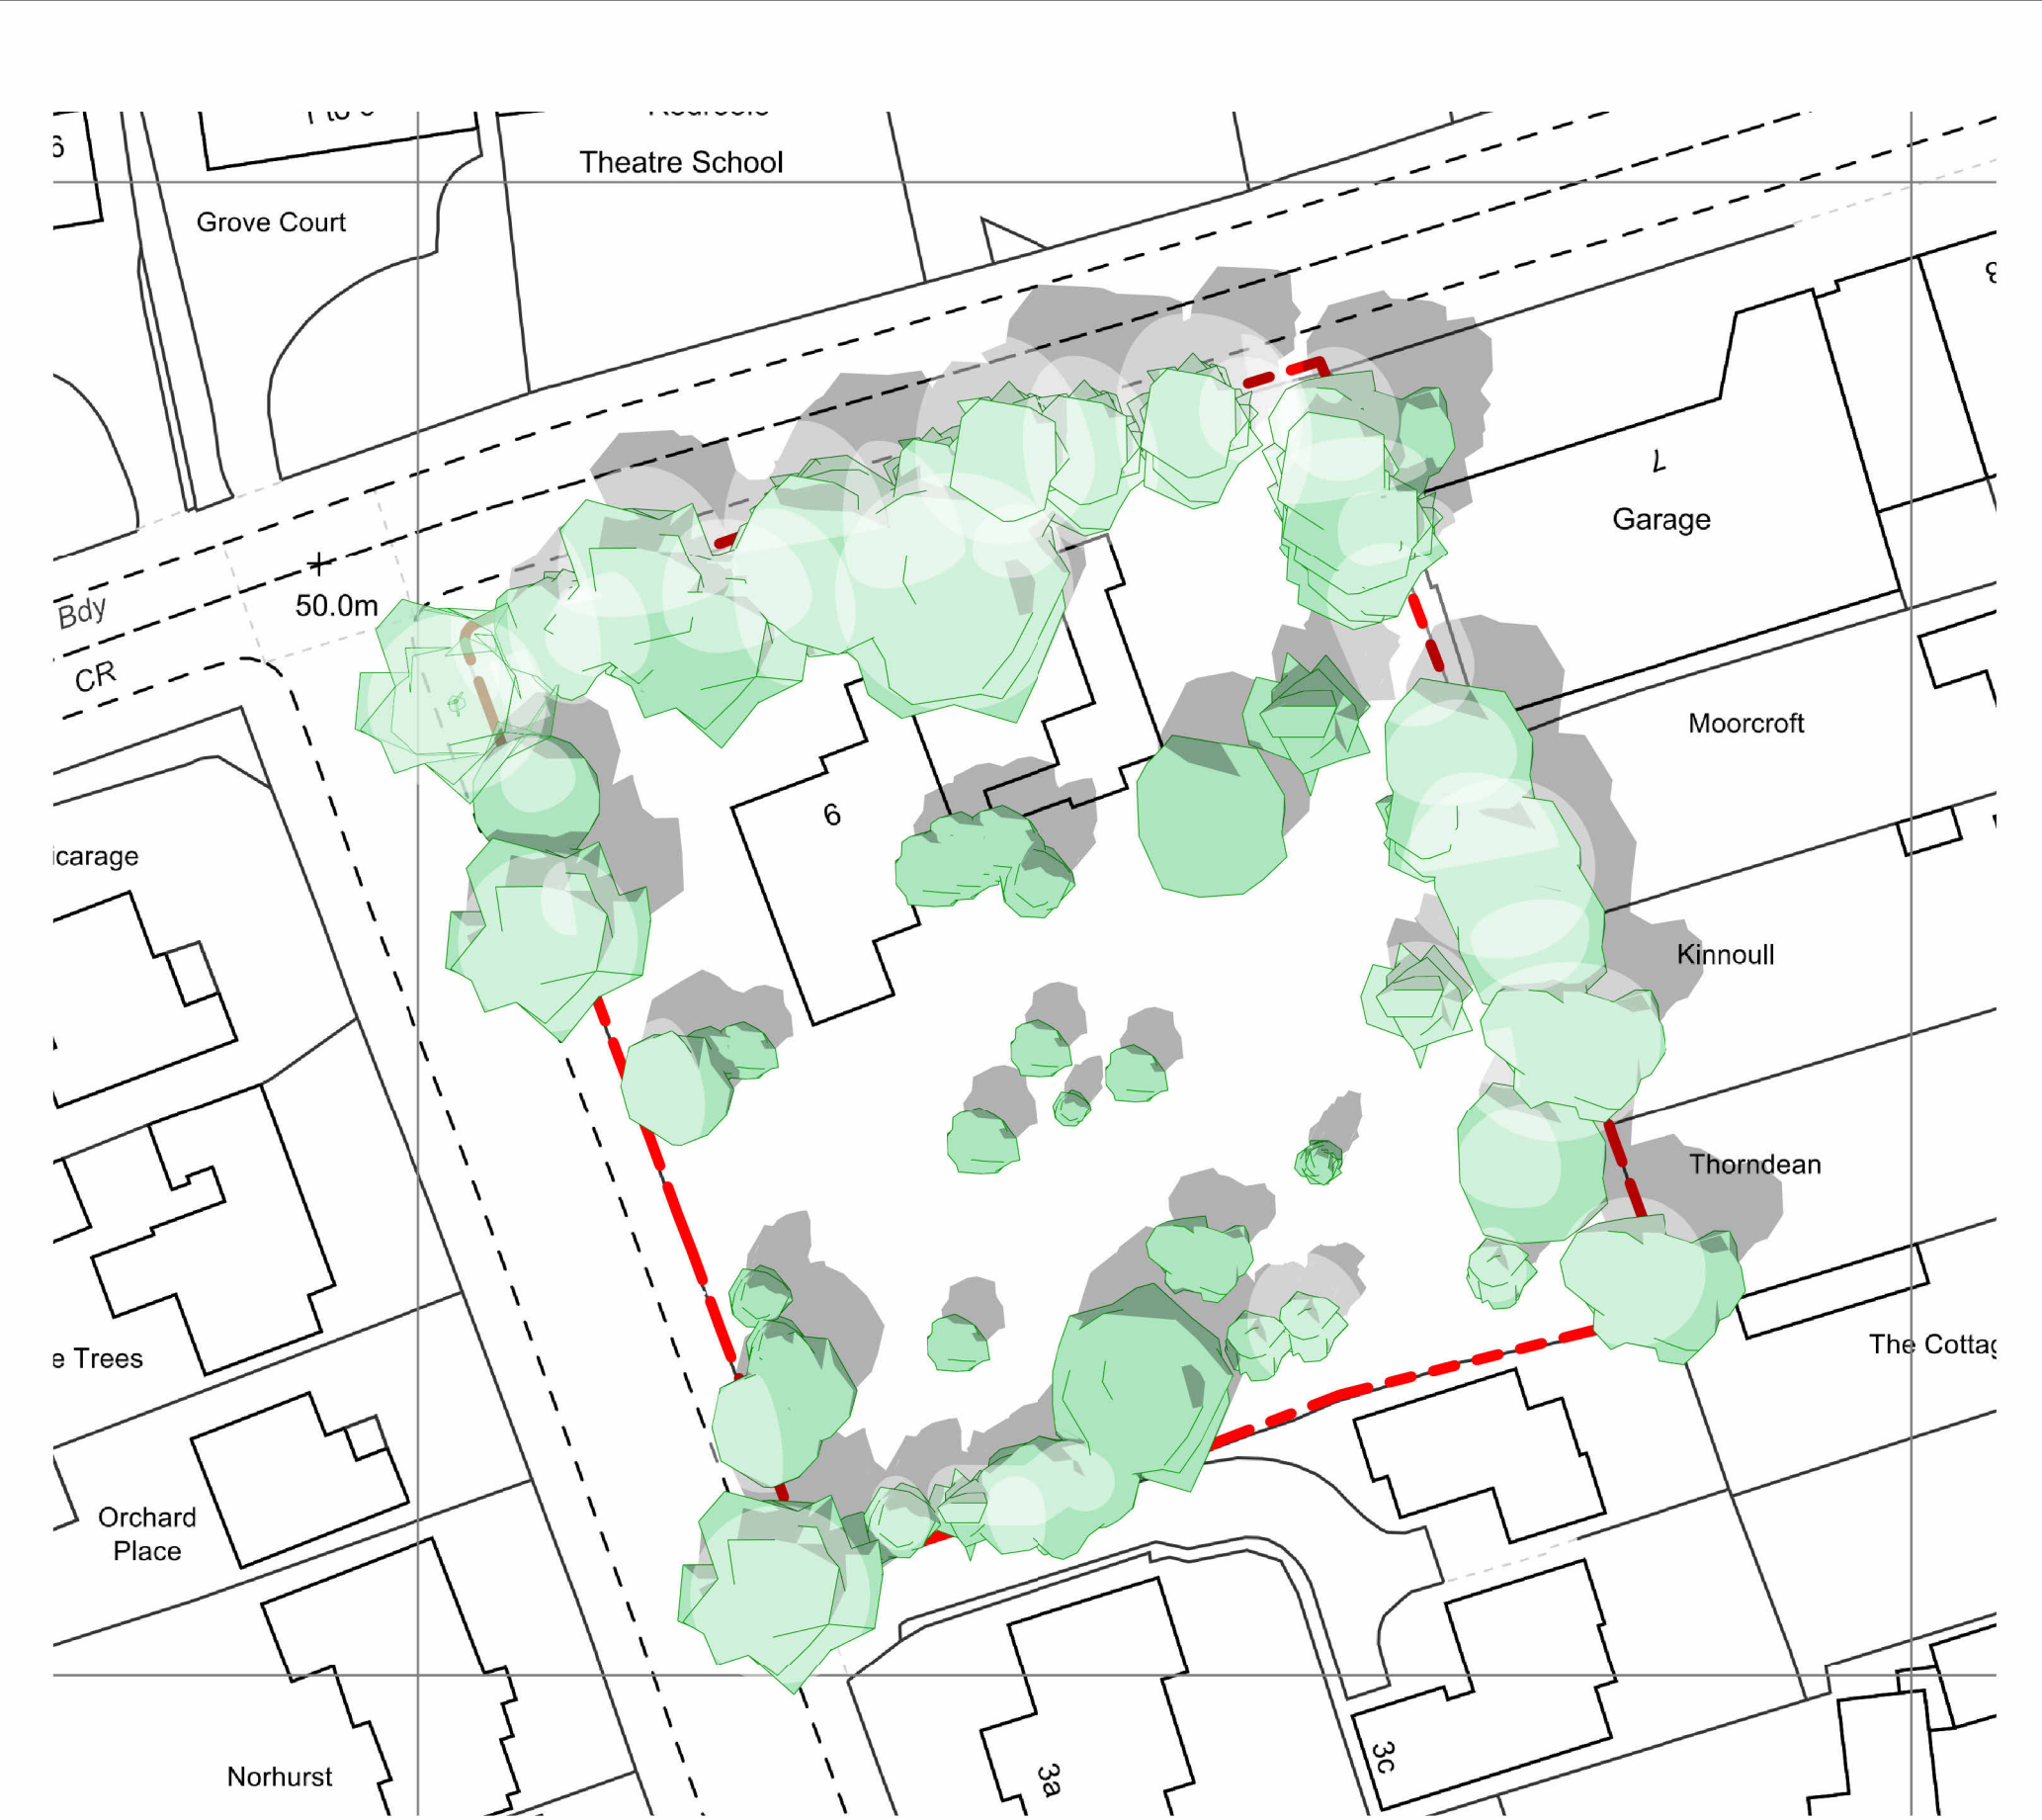 Theatre School
Grove Court
50.0m
Bdy
CR
7
Garage
Moorcroft
6
icarage
Kinnoull
Thorndean
e Trees
The Cottag
Orchard
Place
Norhurst
3a
3c